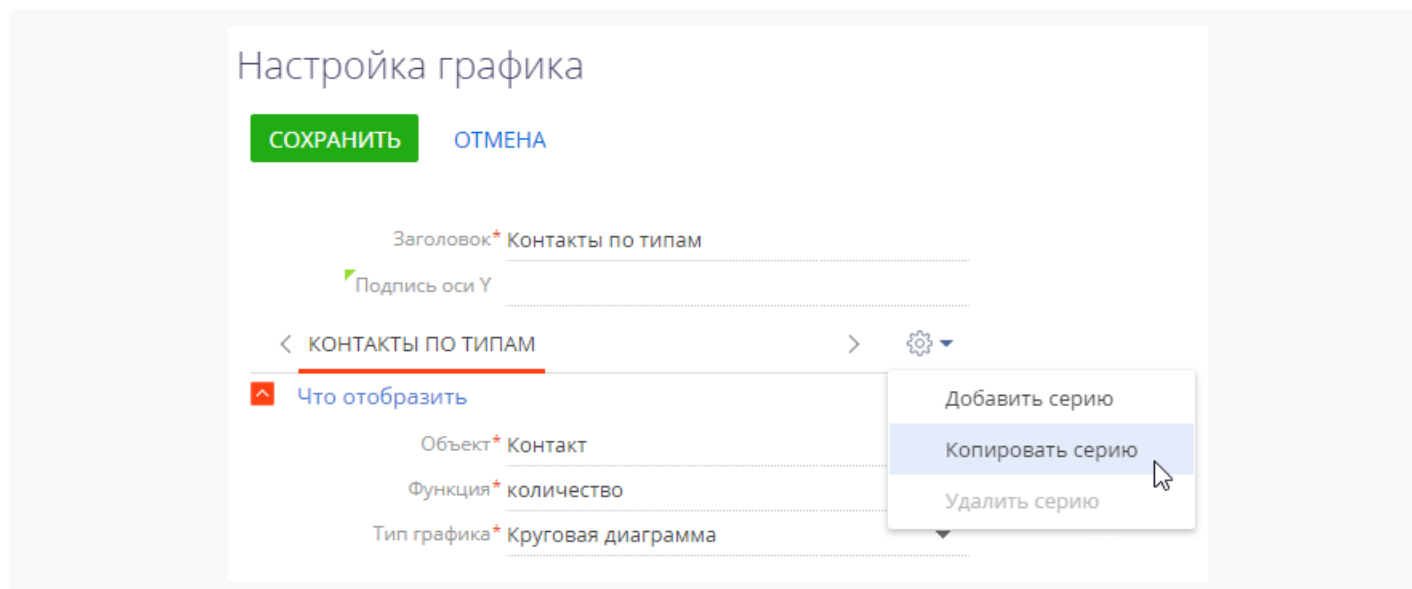 Настройка графика
СОХРАНИТЬ ОТМЕНА
Заголовок* Контакты по типам
Подпись оси Y
КОНТАКТЫ ПО ТИПАМ
Что отобразить
Добавить серию
Объект* Контакт
Копировать серию
Функция* количество
Удалить серию
Тип графика* Круговая диаграмма